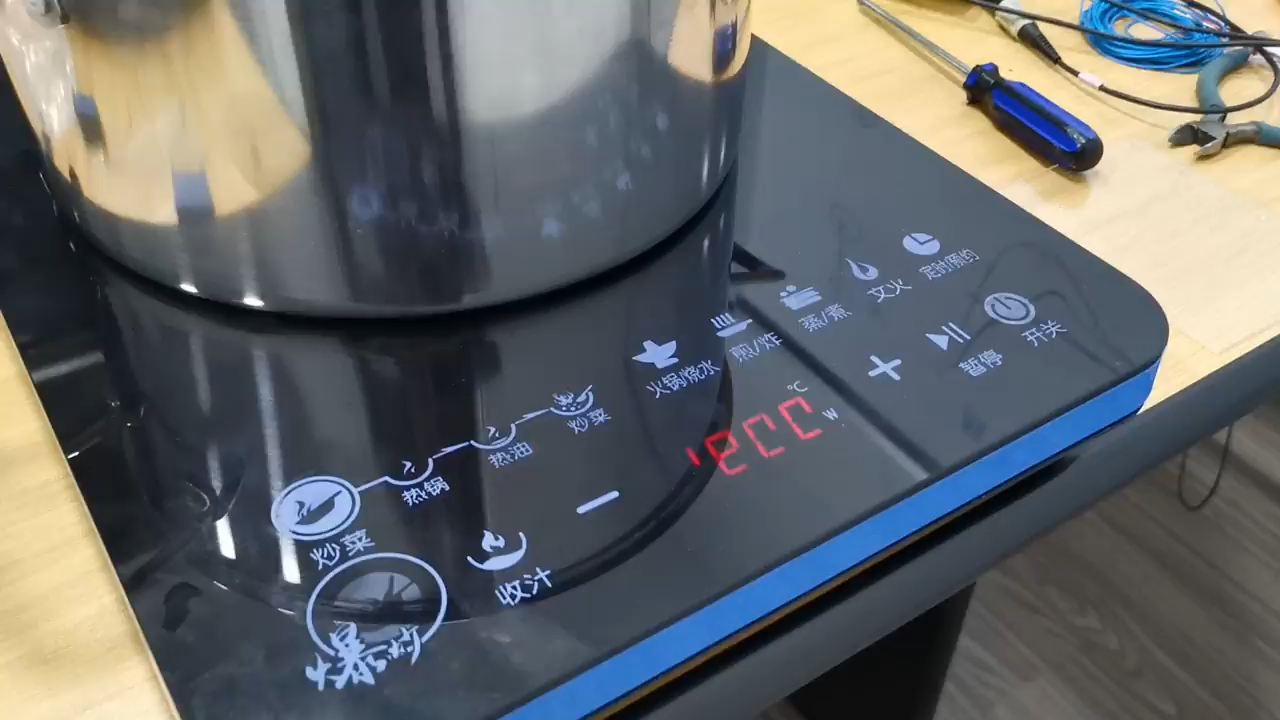 定时/预约
文火
蒸/煮
煎/炸
火锅/烧水
开关
暂停
炒菜
热油
热锅
炒菜
℃
W
收汁
爆炒